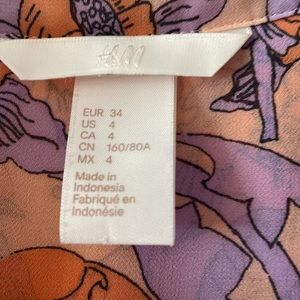 H&M
EUR 34
US 4
CA 4
CN 160/80A
MX 4
Made in
Indonesia
Fabriqué en
Indonésie